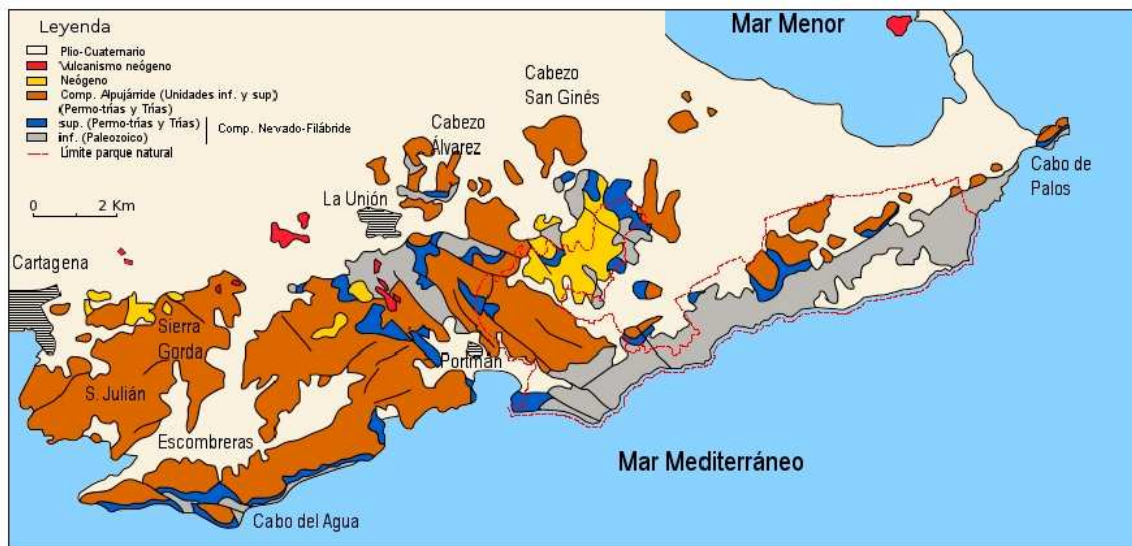 Leyenda
Plio-Cuaternario
Vulcanismo neógeno
Neógeno
Comp. Alpujárride (Unidades inf. y sup)
(Permo-trías y Trías)
sup. (Permo-trías y Trías)
inf. (Paleozoico)
Comp. Nevado-Filábride
Límite parque natural
0 2 Km
Mar Menor
Cabezo
San Ginés
Cabezo
Álvarez
La Unión
Cabo de
Palos
Cartagena
Sierra
Gorda
Portmán
S. Julián
Escombreras
Mar Mediterráneo
Cabo del Agua